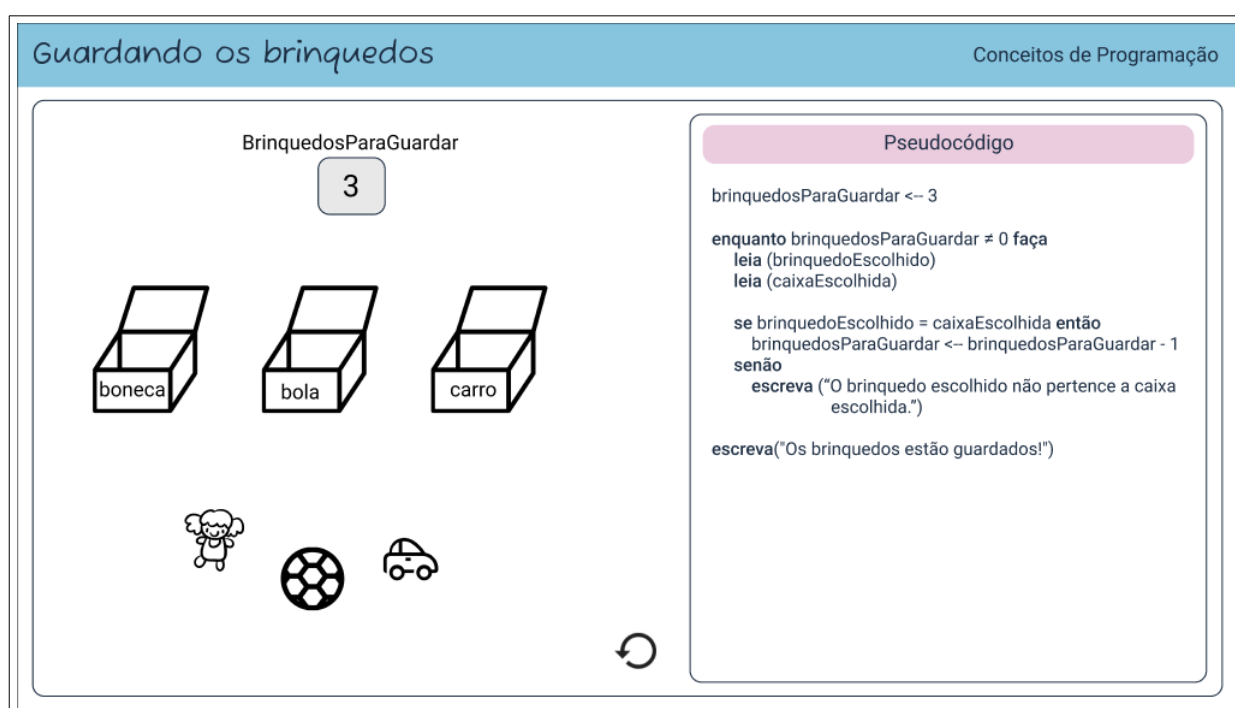 Guardando os brinquedos
Conceitos de Programação
BrinquedosParaGuardar
3
boneca
bola
carro
Pseudocódigo
brinquedosParaGuardar <-- 3
enquanto brinquedosParaGuardar ≠ 0 faça
leia (brinquedoEscolhido)
leia (caixaEscolhida)
se brinquedoEscolhido = caixaEscolhida então
brinquedosParaGuardar <-- brinquedosParaGuardar - 1
senão
escreva (“O brinquedo escolhido não pertence a caixa
escolhida.”)
escreva("Os brinquedos estão guardados!")